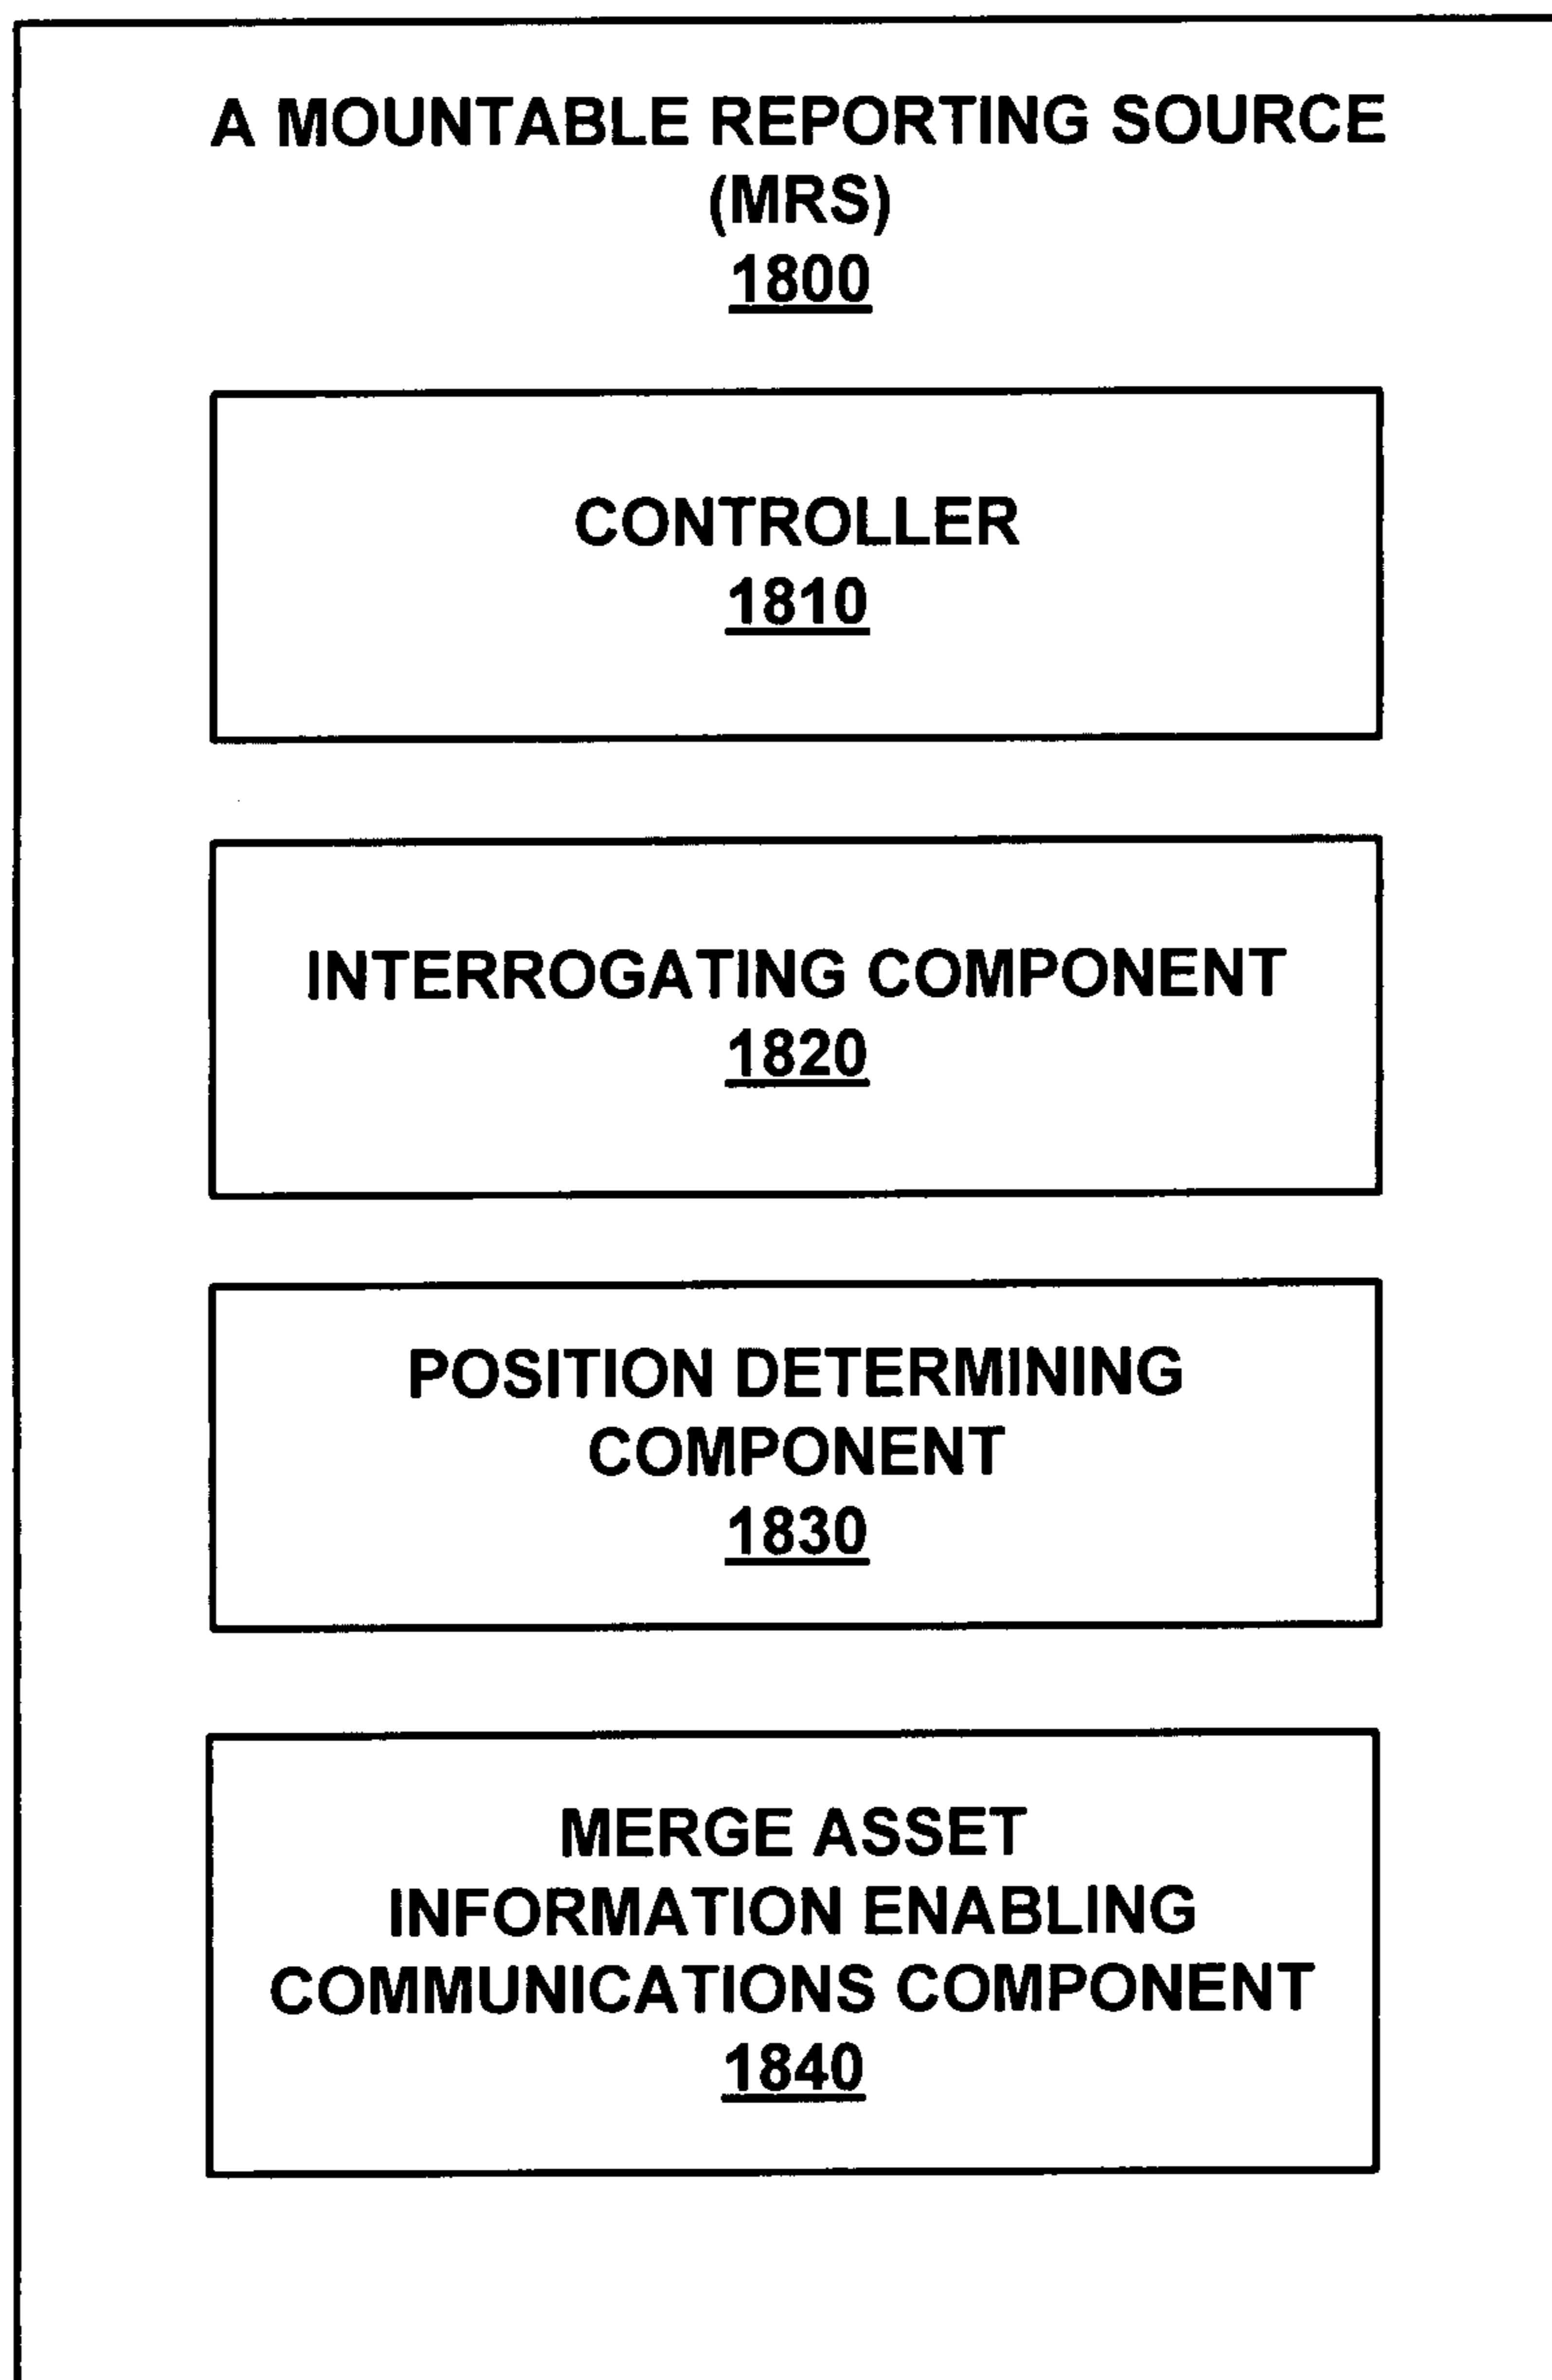 A MOUNTABLE REPORTING SOURCE
(MRS)
1800
CONTROLLER
1810
INTERROGATING COMPONENT
1820
POSITION DETERMINING
COMPONENT
1830
MERGE ASSET
INFORMATION ENABLING
COMMUNICATIONS COMPONENT
1840